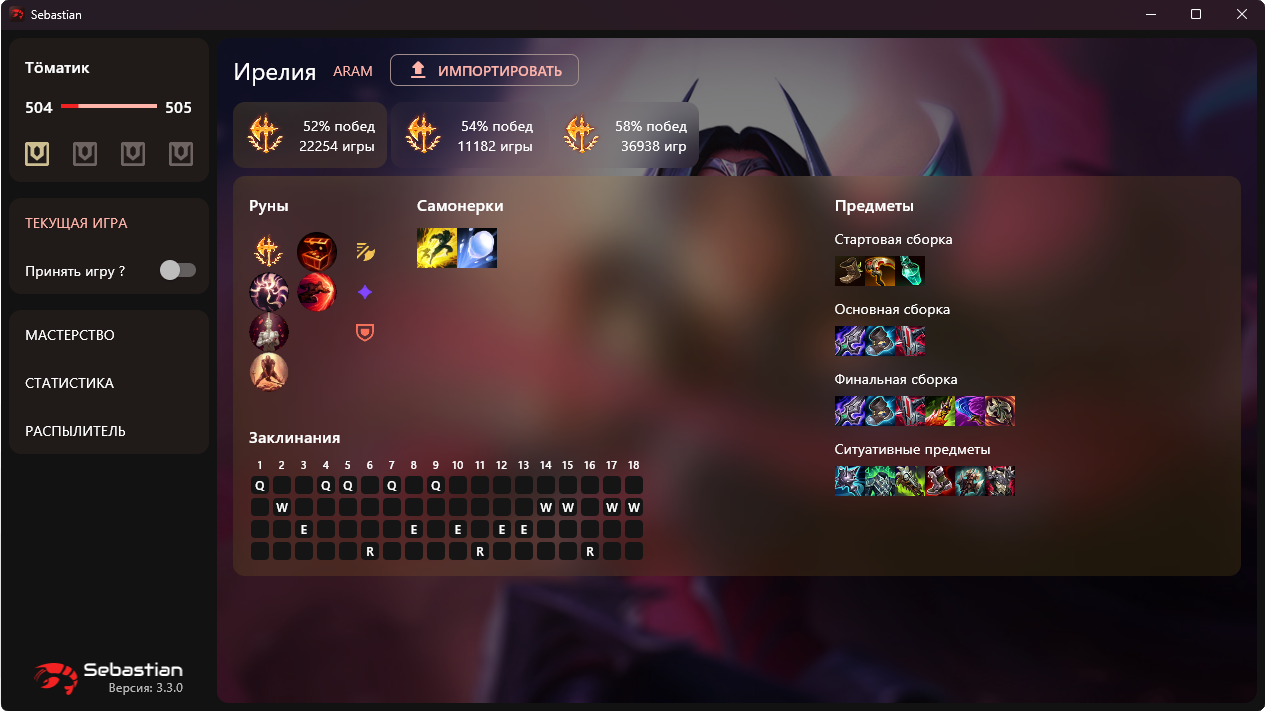 Sebastian
Тöматик
504 505
ТЕКУЩАЯ ИГРА
Принять игру ?
МАСТЕРСТВО
СТАТИСТИКА
РАСПЫЛИТЕЛЬ
Sebastian
Версия: 3.3.0
Ирелия ARAM ИМПОРТИРОВАТЬ
52% побед
22254 игры
54% побед
11182 игры
58% побед
36938 игр
Руны
Самонерки
Заклинания
1 2 3 4 5 6 7 8 9 10 11 12 13 14 15 16 17 18
Q Q Q Q Q
W W W W W
E E E E E
R R R
Предметы
Стартовая сборка
Основная сборка
Финальная сборка
Ситуативные предметы